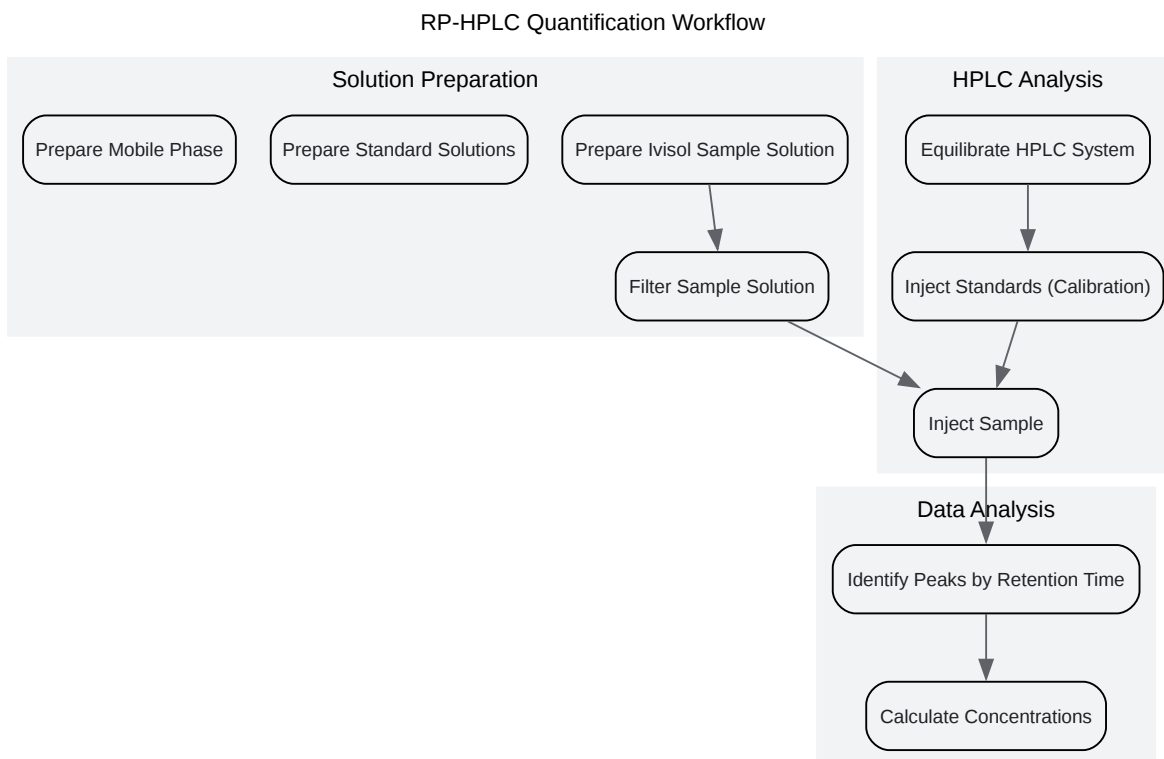 RP-HPLC Quantification Workflow
Solution Preparation
Prepare Mobile Phase
Prepare Standard Solutions
Prepare Ivisol Sample Solution
Filter Sample Solution
HPLC Analysis
Equilibrate HPLC System
Inject Standards (Calibration)
Inject Sample
Data Analysis
Identify Peaks by Retention Time
Calculate Concentrations